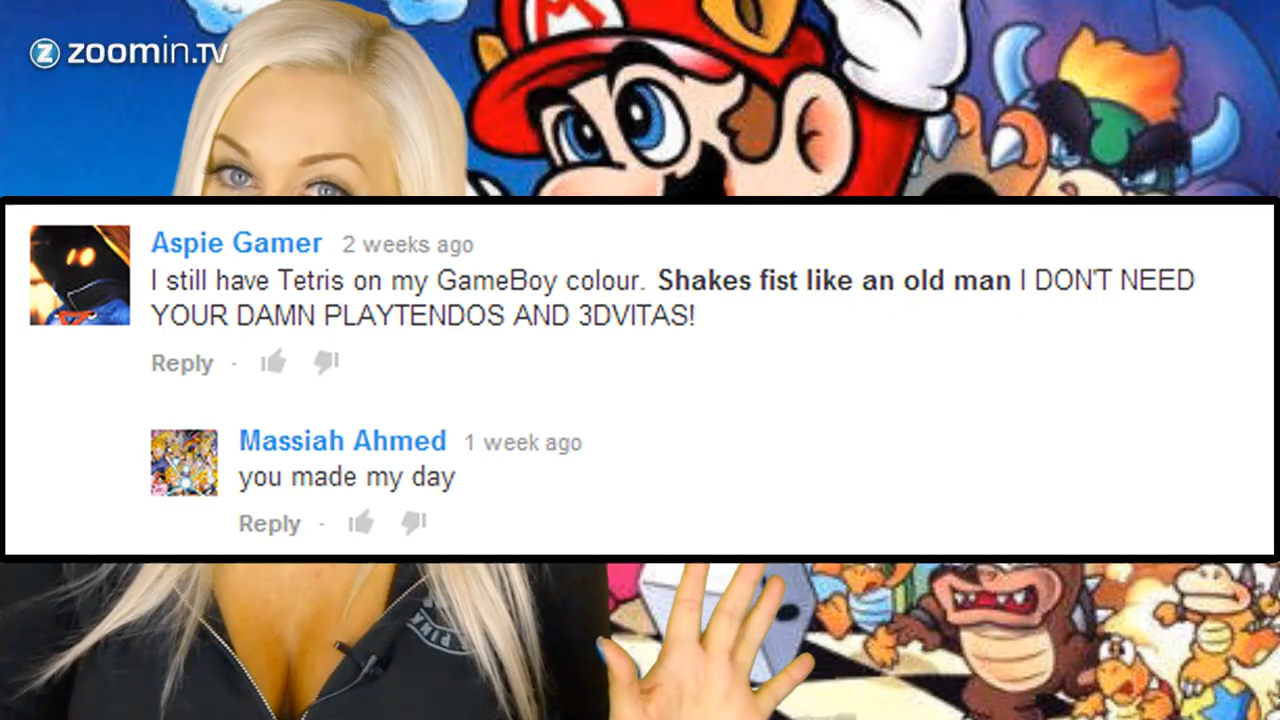 zoomin.tv
M
Aspie Gamer 2 weeks ago
I still have Tetris on my GameBoy colour. Shakes fist like an old man I DON'T NEED
YOUR DAMN PLAYTENDOS AND 3DVITAS!
Reply
Massiah Ahmed 1 week ago
you made my day
Reply
PINK